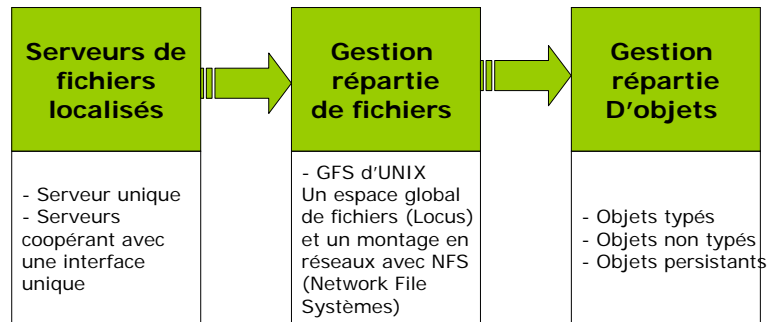 Serveurs de
fichiers
localisés
Gestion
répartie
de fichiers
Gestion
répartie
D'objets
- Serveur unique
- Serveurs
coopérant avec
une interface
unique
- GFS d'UNIX
Un espace global
de fichiers (Locus)
et un montage en
réseaux avec NFS
(Network File
Systèmes)
- Objets typés
- Objets non typés
- Objets persistants